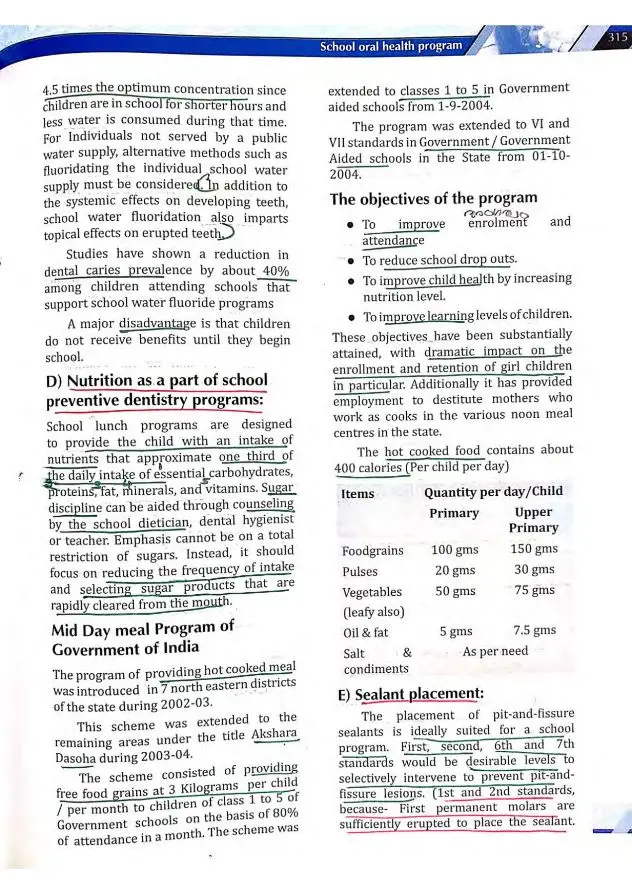 School oral health program
315
4.5 times the optimum concentration since
children are in school for shorter hours and
less water is consumed during that time.
For Individuals not served by a public
water supply, alternative methods such as
fluoridating the individual school water
supply must be considered. In addition to
the systemic effects on developing teeth,
school water fluoridation also imparts
topical effects on erupted teeth.
Studies have shown a reduction in
dental caries prevalence by about 40%
among children attending schools that
support school water fluoride programs
A major disadvantage is that children
do not receive benefits until they begin
school.
D) Nutrition as a part of school
preventive dentistry programs:
School lunch programs are designed
to provide the child with an intake of
nutrients that approximate one third of
the daily intake of essential carbohydrates,
proteins, fat, minerals, and vitamins. Sugar
discipline can be aided through counseling
by the school dietician, dental hygienist
or teacher. Emphasis cannot be on a total
restriction of sugars. Instead, it should
focus on reducing the frequency of intake
and selecting sugar products that are
rapidly cleared from the mouth.
Mid Day meal Program of
Government of India
The program of providing hot cooked meal
was introduced in 7 north eastern districts
of the state during 2002-03.
This scheme was extended to the
remaining areas under the title Akshara
Dasoha during 2003-04.
The scheme consisted of providing
free food grains at 3 Kilograms per child
/ per month to children of class 1 to 5 of
Government schools on the basis of 80%
of attendance in a month. The scheme was
extended to classes 1 to 5 in Government
aided schools from 1-9-2004.
The program was extended to VI and
VII standards in Government / Government
Aided schools in the State from 01-10-
2004.
The objectives of the program
• To improve enrolment and
attendance
• To reduce school drop outs.
• To improve child health by increasing
nutrition level.
• To improve learning levels of children.
These objectives have been substantially
attained, with dramatic impact on the
enrollment and retention of girl children
in particular. Additionally it has provided
employment to destitute mothers who
work as cooks in the various noon meal
centres in the state.
The hot cooked food contains about
400 calories (Per child per day)
Items Quantity per day/Child
Primary Upper
Primary
Foodgrains 100 gms 150 gms
Pulses 20 gms 30 gms
Vegetables 50 gms 75 gms
(leafy also)
Oil & fat 5 gms 7.5 gms
Salt & As per need
condiments
E) Sealant placement:
The placement of pit-and-fissure
sealants is ideally suited for a school
program. First, second, 6th and 7th
standards would be desirable levels to
selectively intervene to prevent pit-and-
fissure lesions. (1st and 2nd standards,
because- First permanent molars are
sufficiently erupted to place the sealant.